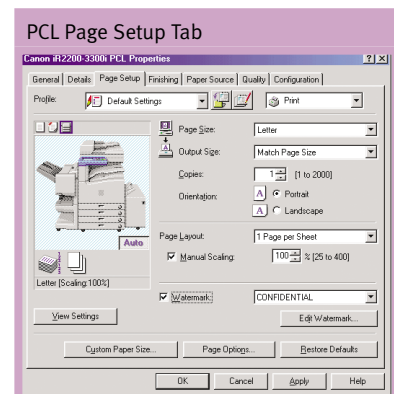 PCL Page Setup Tab
Canon iR2200-3300i PCL Properties
General Details Page Setup Finishing Paper Source Quality Configuration
Profile: Default Settings Print
Page Size: Letter
Output Size: Match Page Size
Copies: 1 [1 to 2000]
Orientation: A Portrait
A Landscape
Auto
Page Layout: 1 Page per Sheet
Manual Scaling: 100 % [25 to 400]
Letter [Scaling:100%]
Watermark: CONFIDENTIAL
View Settings Edit Watermark...
Custom Paper Size... Page Options... Restore Defaults
OK Cancel Apply Help